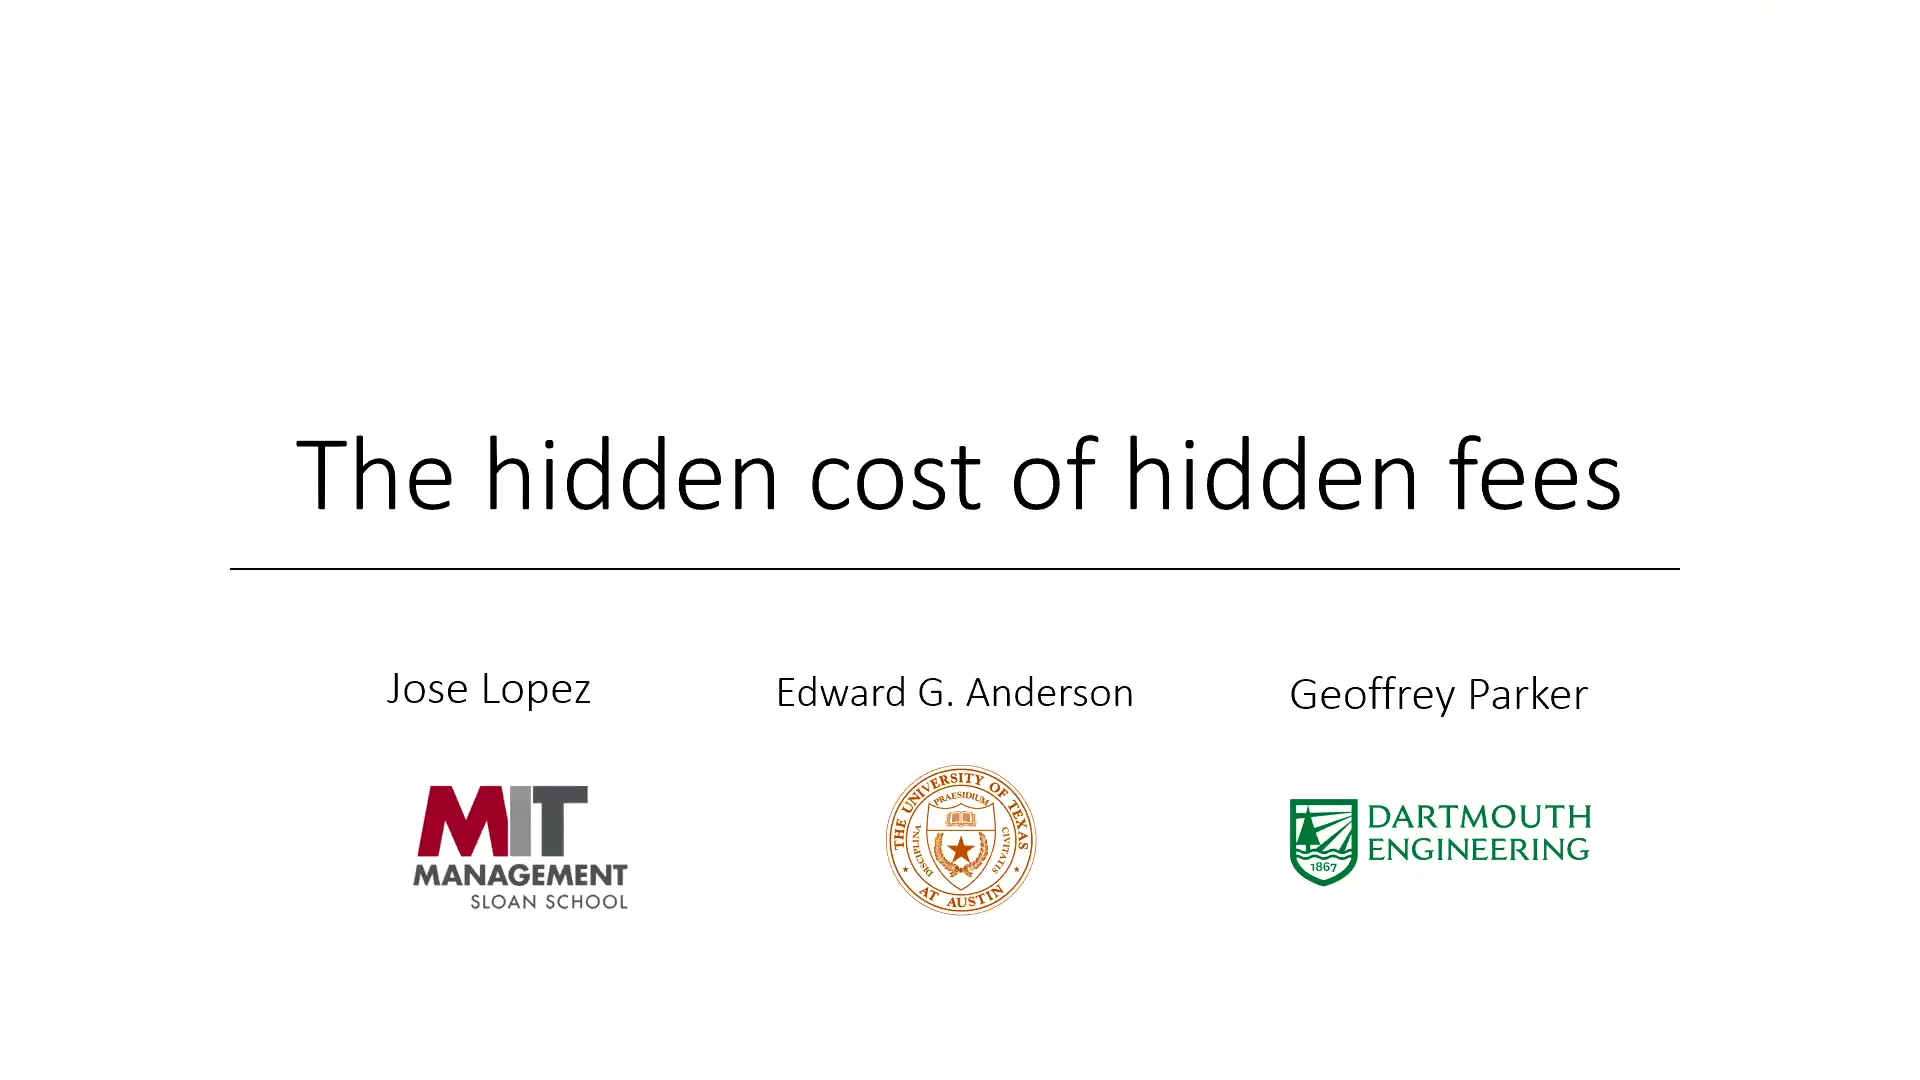 The hidden cost of hidden fees
Jose Lopez
Edward G. Anderson
Geoffrey Parker
MIT
MANAGEMENT
SLOAN SCHOOL
THE UNIVERSITY OF TEXAS
AT AUSTIN
PRAESIDIUM
DISCIPLINA
CIVITATIS
DARTMOUTH
ENGINEERING
1867